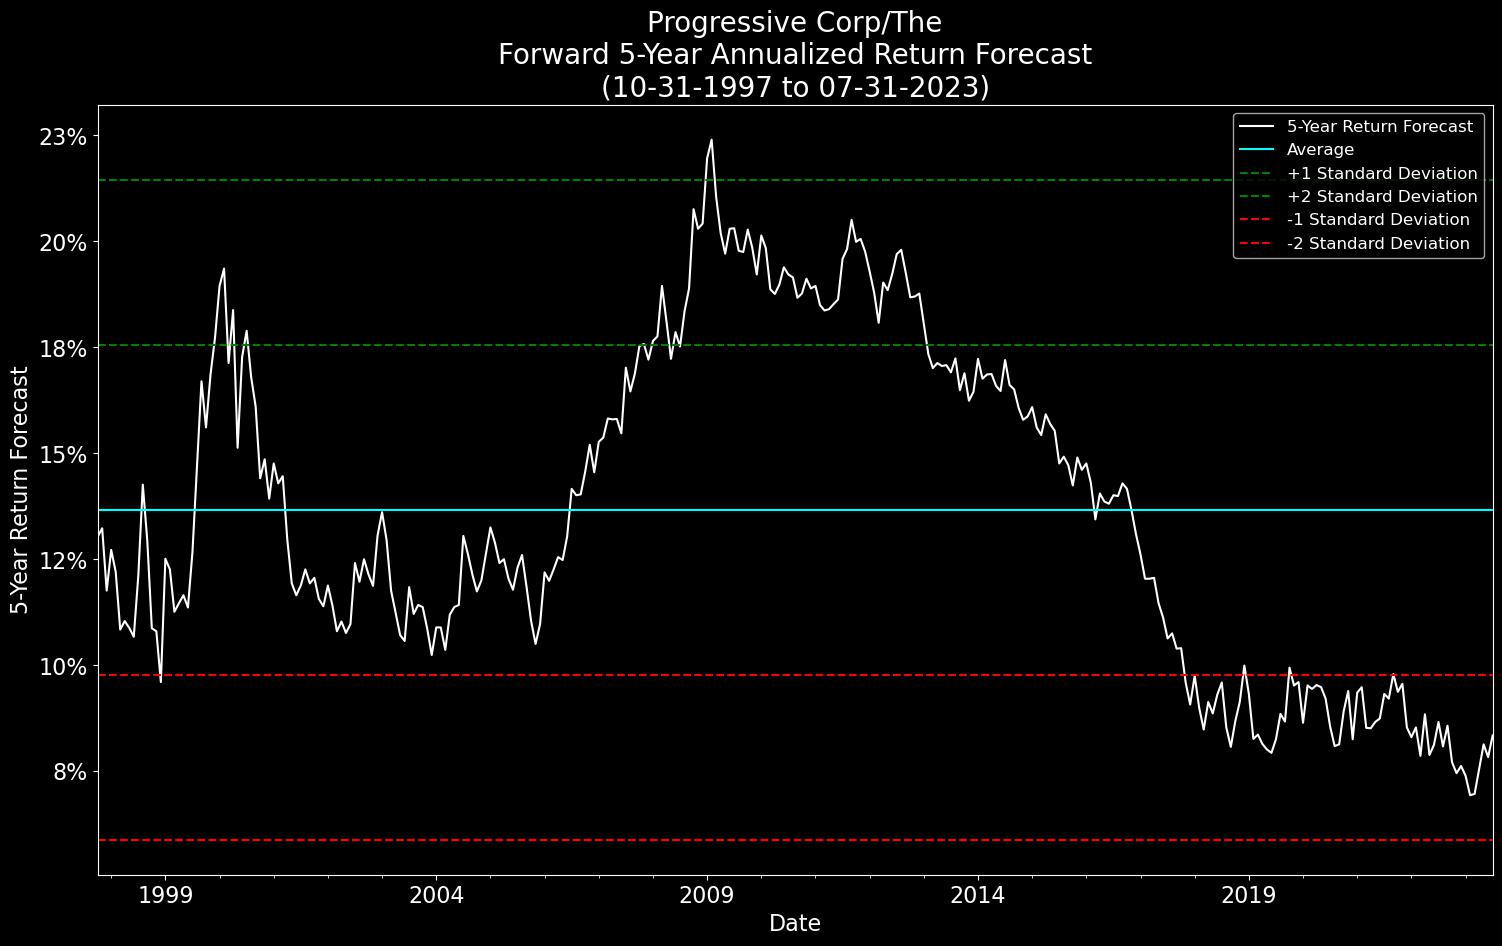 Progressive Corp/The
Forward 5-Year Annualized Return Forecast
(10-31-1997 to 07-31-2023)
5-Year Return Forecast
Average
+1 Standard Deviation
+2 Standard Deviation
-1 Standard Deviation
-2 Standard Deviation
23%
20%
18%
15%
12%
10%
8%
5-Year Return Forecast
1999
2004
2009
2014
2019
Date